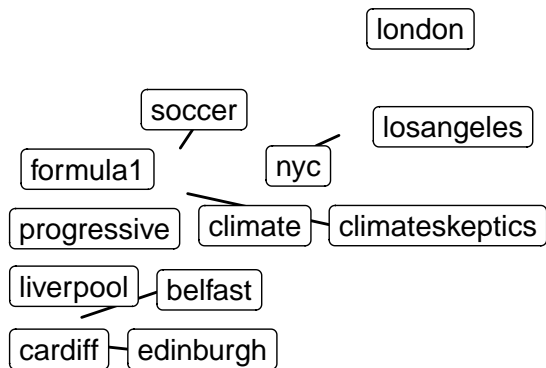 london
soccer
losangeles
formula1
nyc
progressive
climate
climateskeptics
liverpool
belfast
cardiff
edinburgh